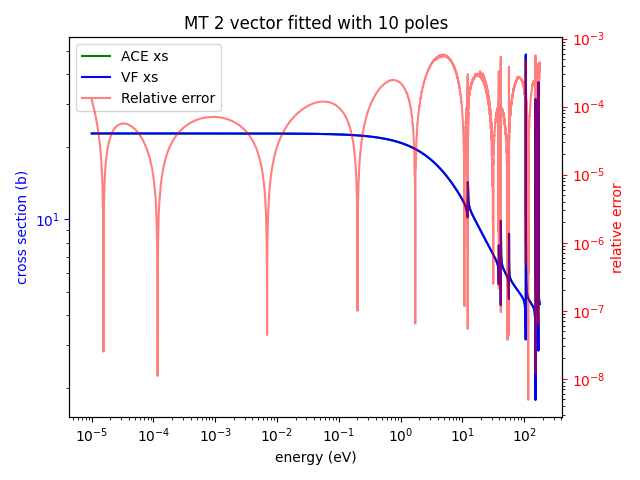 MT 2 vector fitted with 10 poles
ACE xs
VF xs
Relative error
cross section (b)
10^1
10^-3
10^-4
10^-5
10^-6
10^-7
10^-8
relative error
10^-5 10^-4 10^-3 10^-2 10^-1 10^0 10^1 10^2
energy (eV)